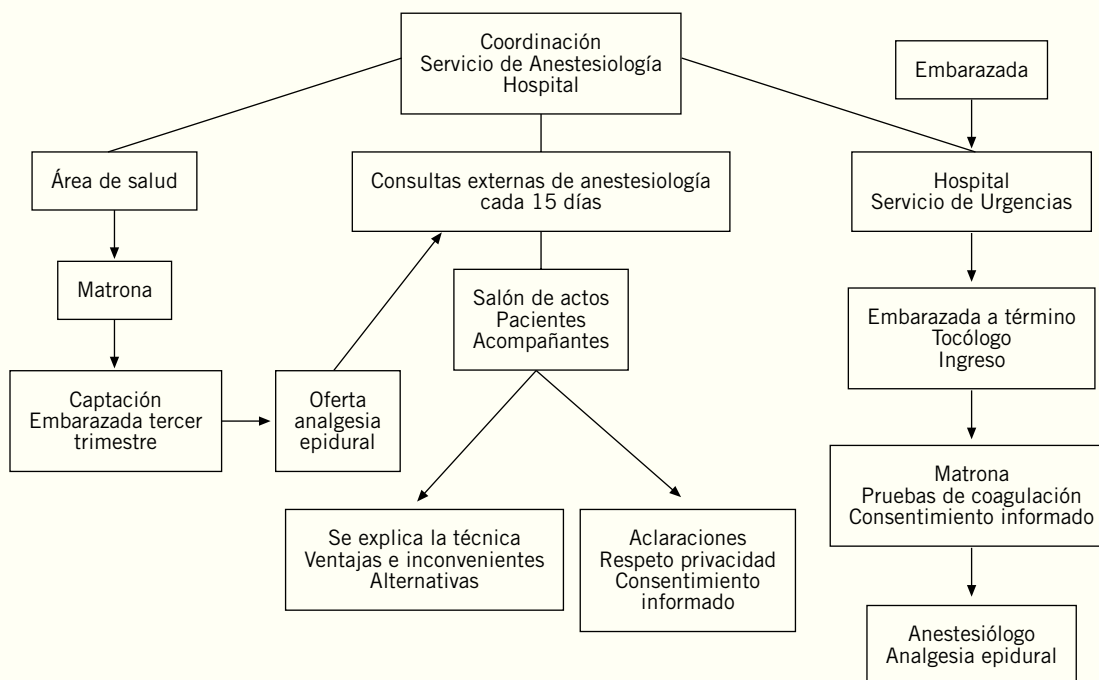 Coordinación
Servicio de Anestesiología
Hospital
Embarazada
Área de salud
Consultas externas de anestesiología
cada 15 días
Hospital
Servicio de Urgencias
Matrona
Salón de actos
Pacientes
Acompañantes
Embarazada a término
Tocólogo
Ingreso
Captación
Embarazada tercer
trimestre
Oferta
analgesia
epidural
Matrona
Pruebas de coagulación
Consentimiento informado
Se explica la técnica
Ventajas e inconvenientes
Alternativas
Aclaraciones
Respeto privacidad
Consentimiento
informado
Anestesiólogo
Analgesia epidural